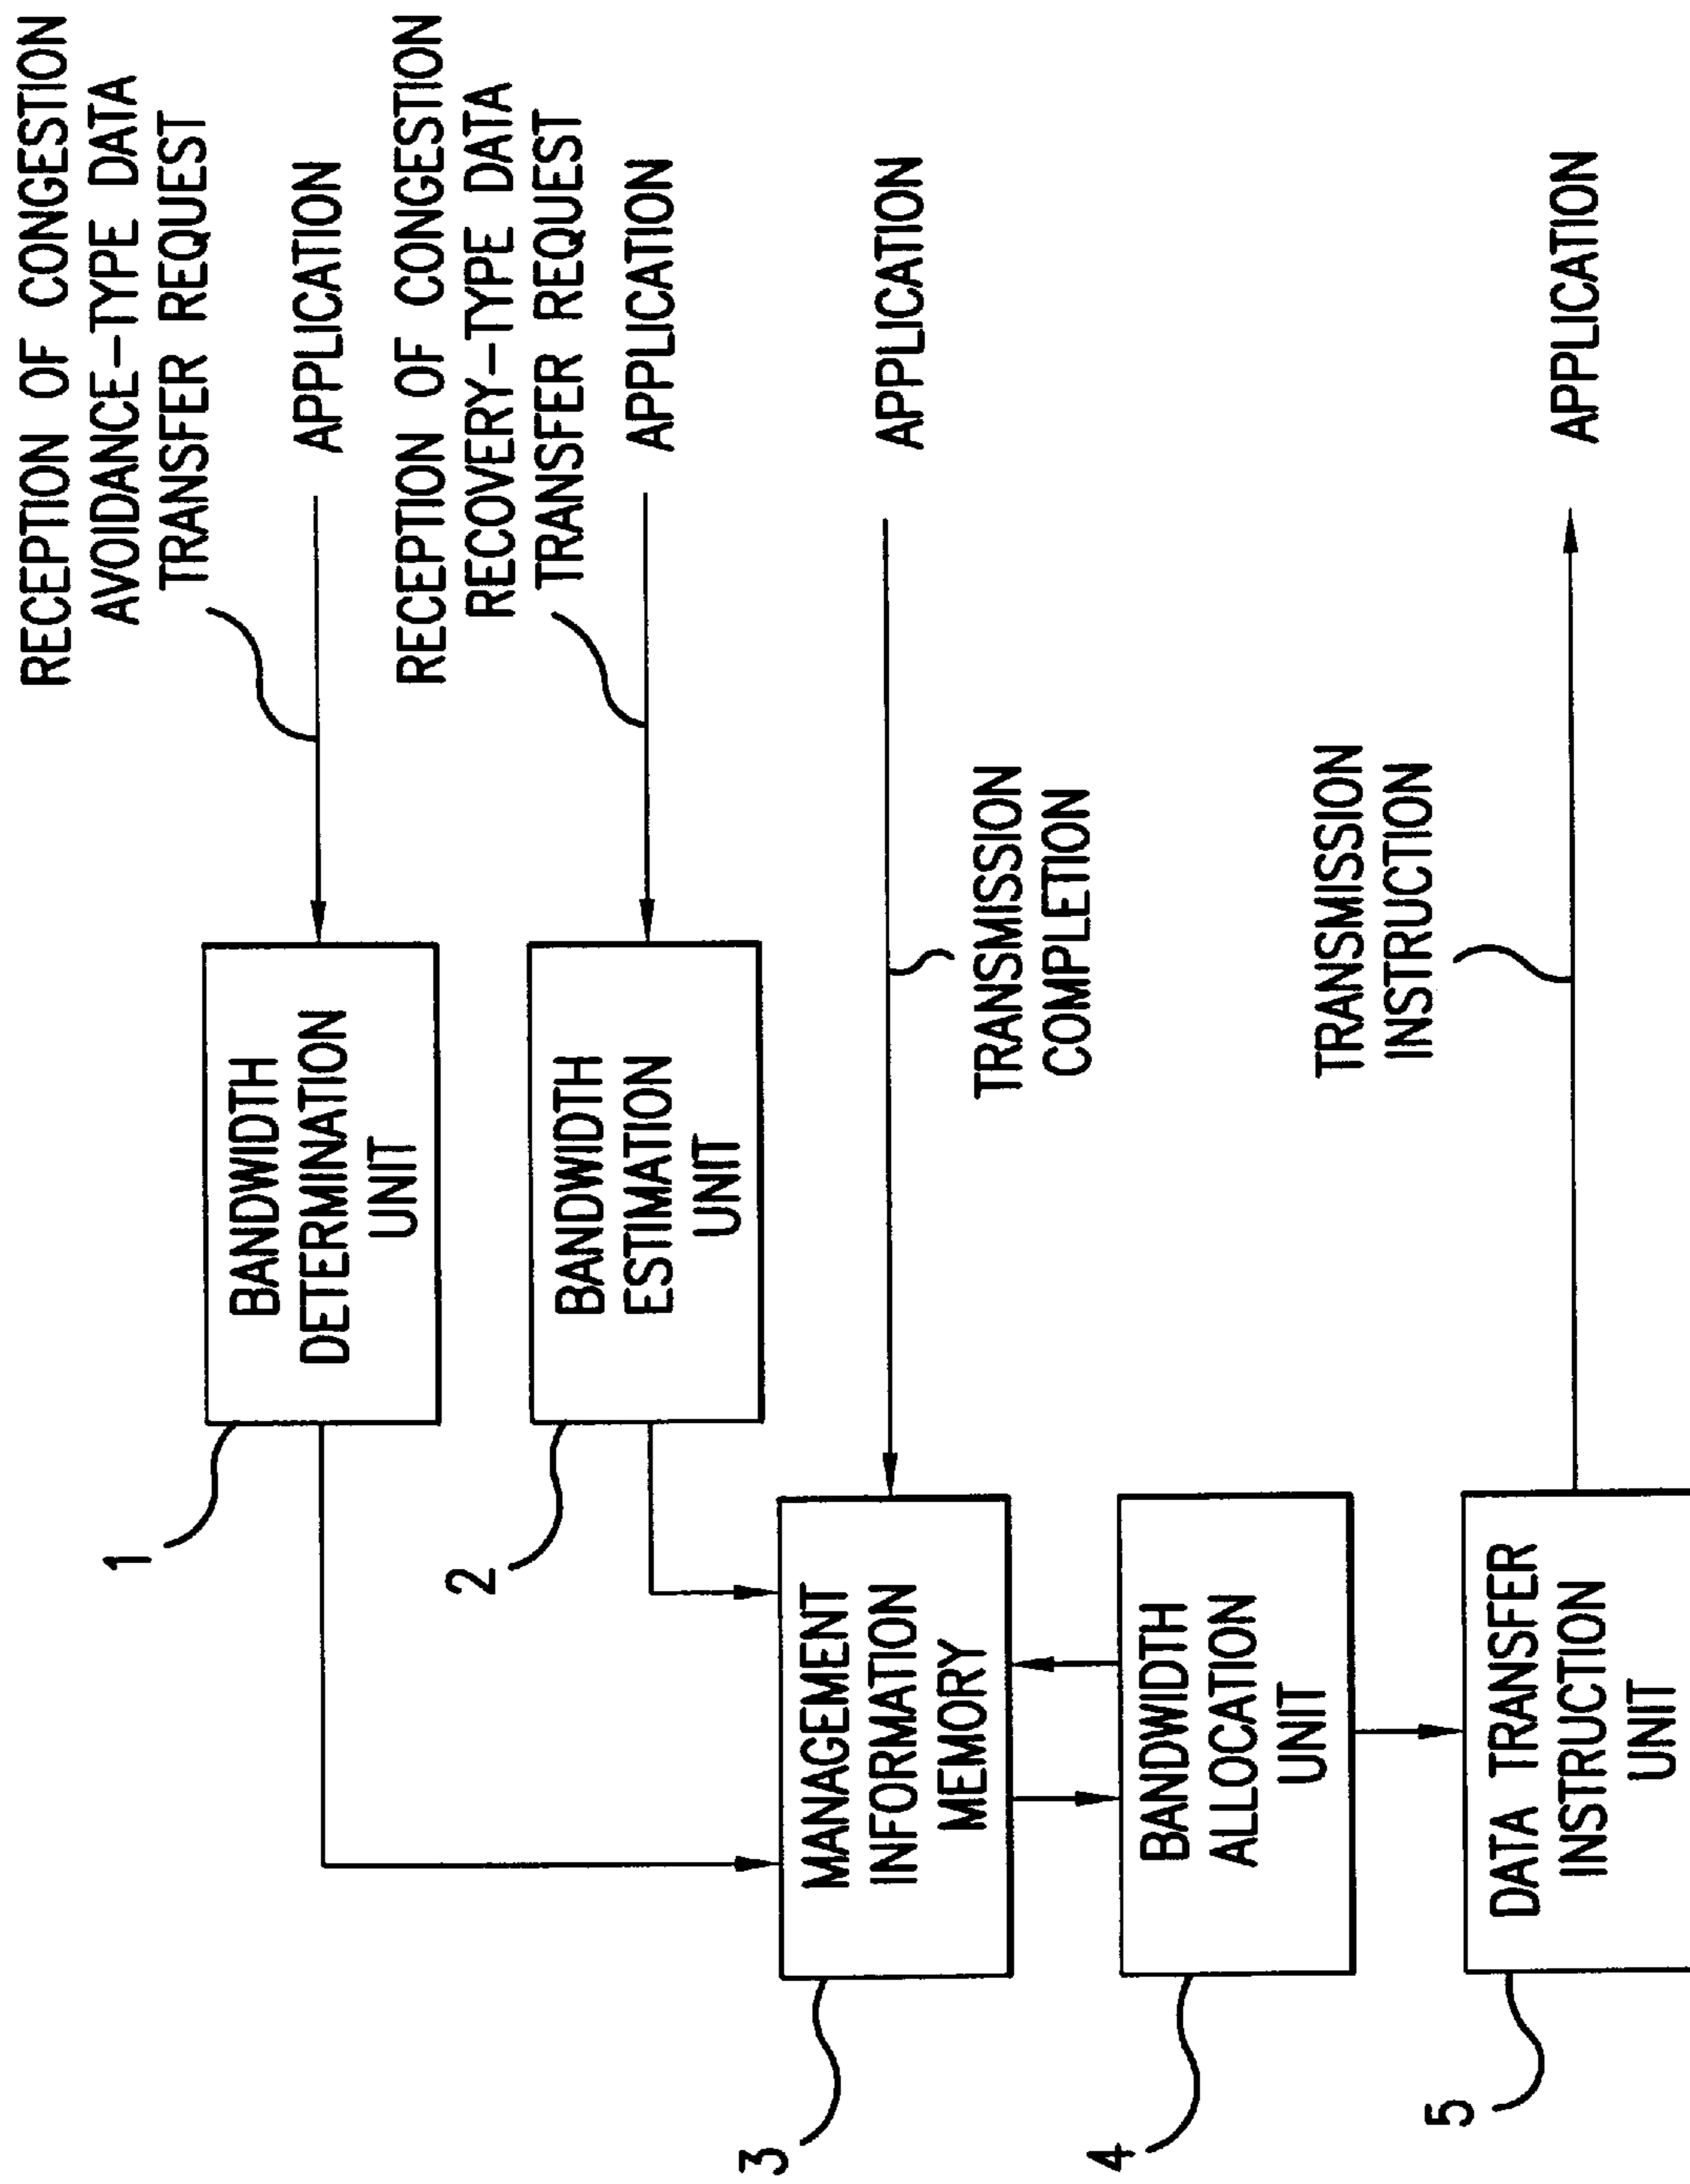 RECEPTION OF CONGESTION
AVOIDANCE-TYPE DATA
TRANSFER REQUEST
APPLICATION
1
BANDWIDTH
DETERMINATION
UNIT
RECEPTION OF CONGESTION
RECOVERY-TYPE DATA
TRANSFER REQUEST
APPLICATION
2
BANDWIDTH
ESTIMATION
UNIT
APPLICATION
TRANSMISSION
COMPLETION
3
MANAGEMENT
INFORMATION
MEMORY
4
BANDWIDTH
ALLOCATION
UNIT
TRANSMISSION
INSTRUCTION
APPLICATION
5
DATA TRANSFER
INSTRUCTION
UNIT